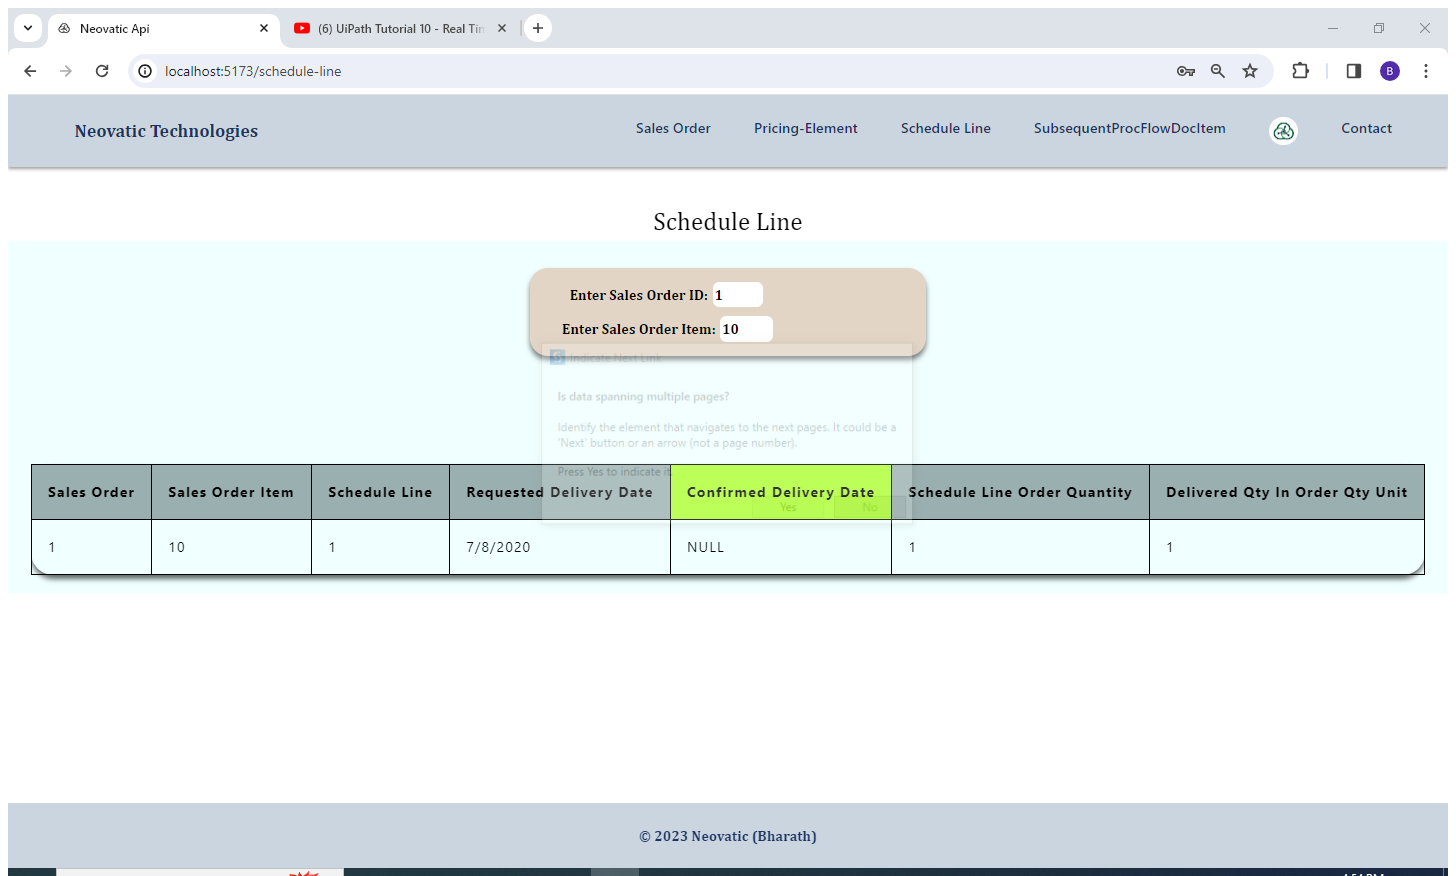 Neovatic Api
(6) UiPath Tutorial 10 - Real Tim
localhost:5173/schedule-line
B
Neovatic Technologies
Sales Order
Pricing-Element
Schedule Line
SubsequentProcFlowDocItem
Contact
Schedule Line
Enter Sales Order ID: 1
Enter Sales Order Item: 10
Indicate Next Link
Is data spanning multiple pages?
Identify the element that navigates to the next pages. It could be a
'Next' button or an arrow (not a page number).
Press Yes to indicate it
Yes No
Sales Order Sales Order Item Schedule Line Requested Delivery Date Confirmed Delivery Date Schedule Line Order Quantity Delivered Qty In Order Qty Unit
1 10 1 7/8/2020 NULL 1 1
© 2023 Neovatic (Bharath)